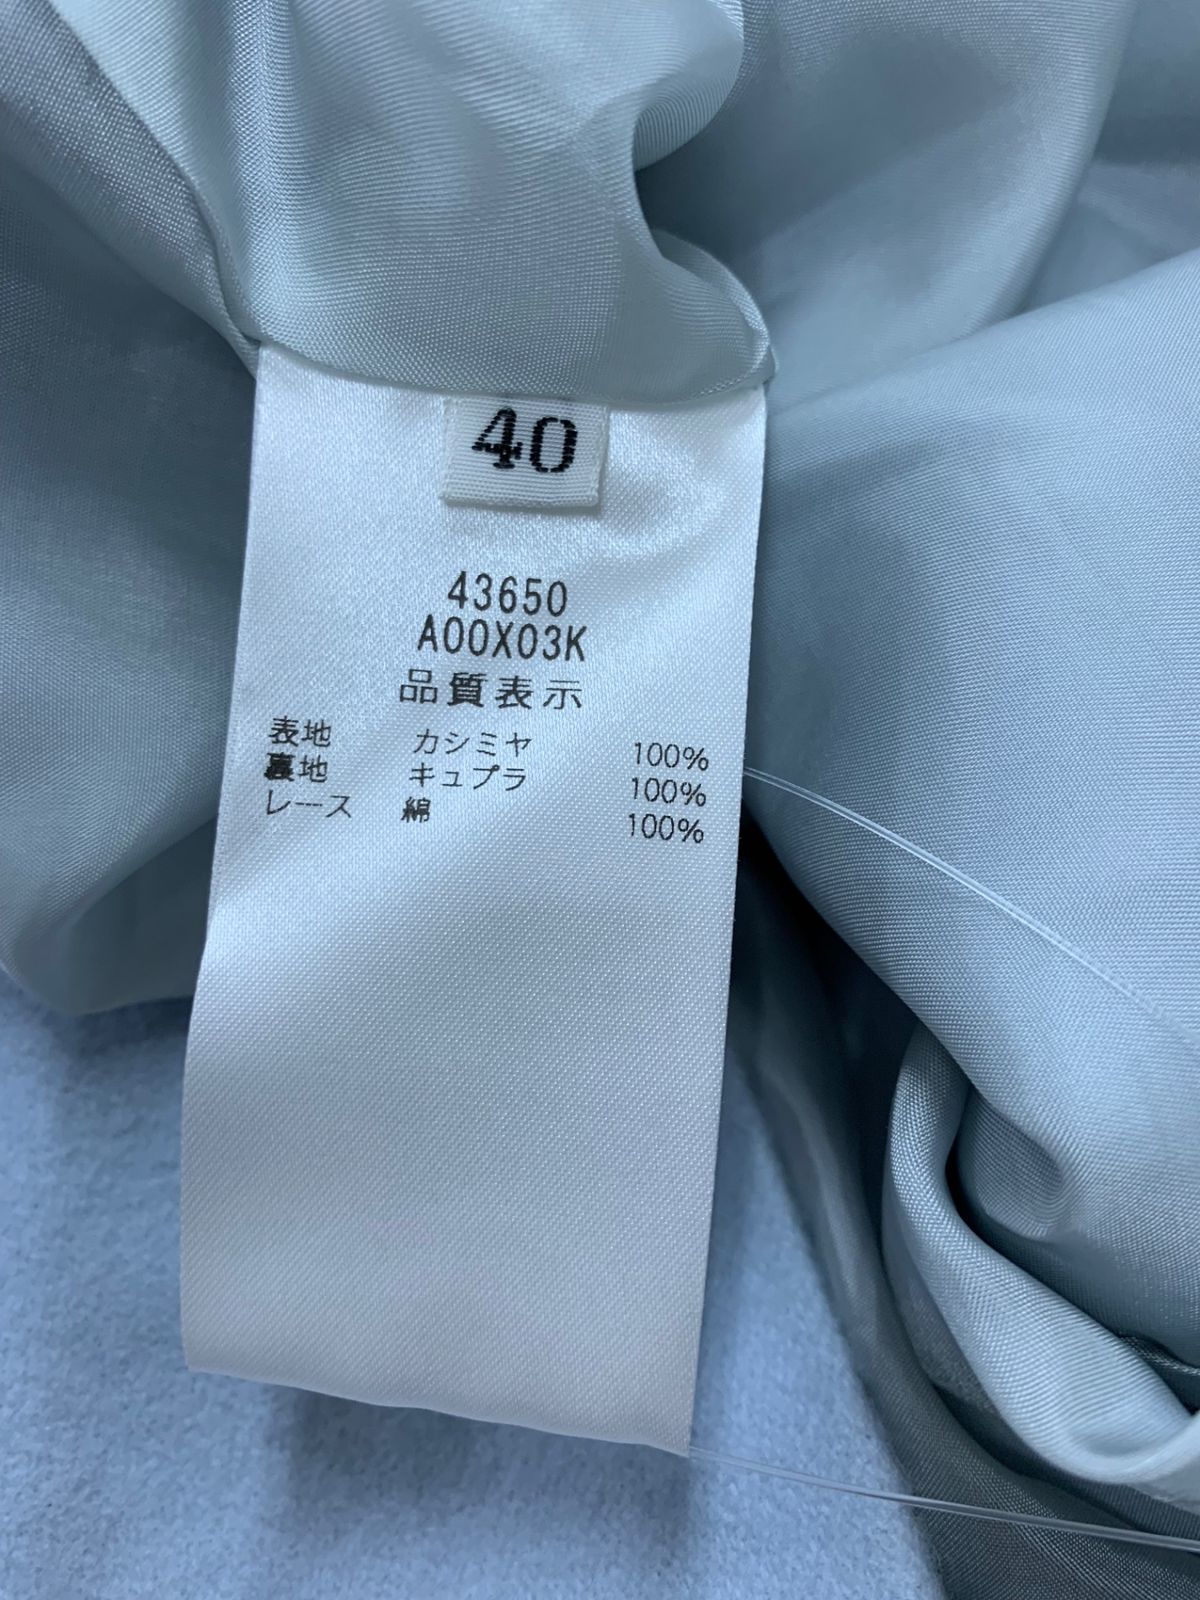 40
43650
A00X03K
品質表示
表地 カシミヤ 100%
裏地 キュプラ 100%
レース 綿 100%